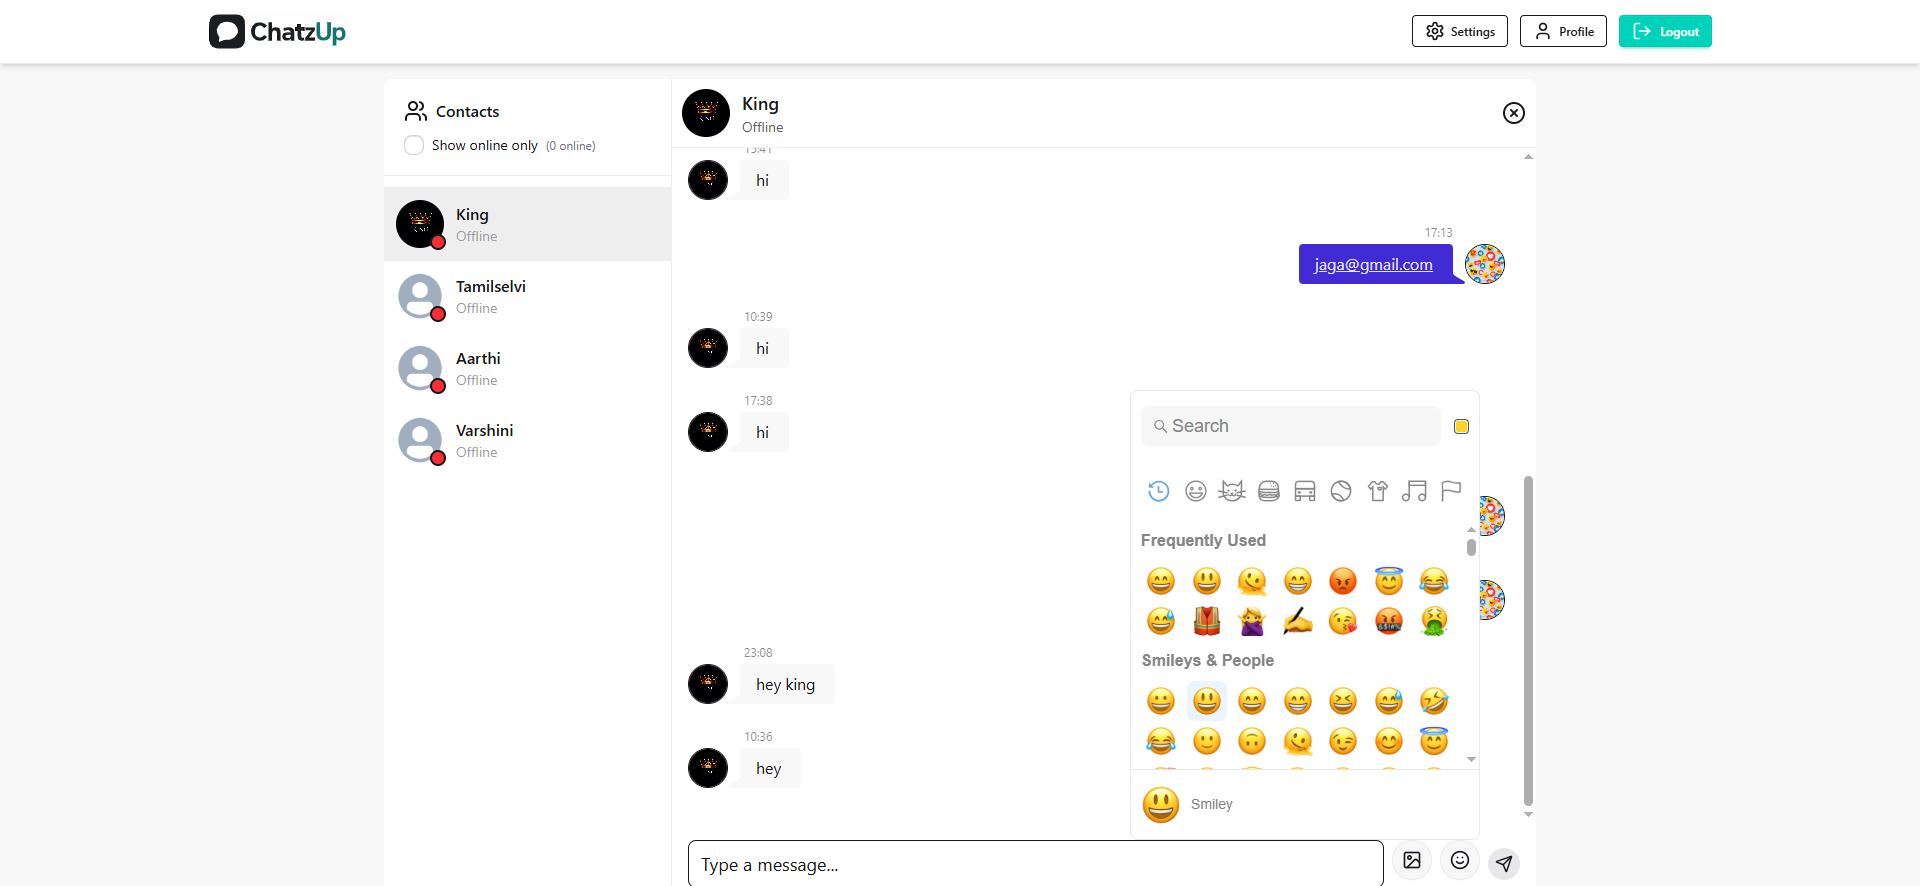 ChatzUp
Settings
Profile
Logout
Contacts
Show online only (0 online)
King
Offline
Tamilselvi
Offline
Aarthi
Offline
Varshini
Offline
King
Offline
hi
17:13
jaga@gmail.com
10:39
hi
17:38
hi
23:08
hey king
10:36
hey
Search
Frequently Used
Smileys & People
Smiley
Type a message...